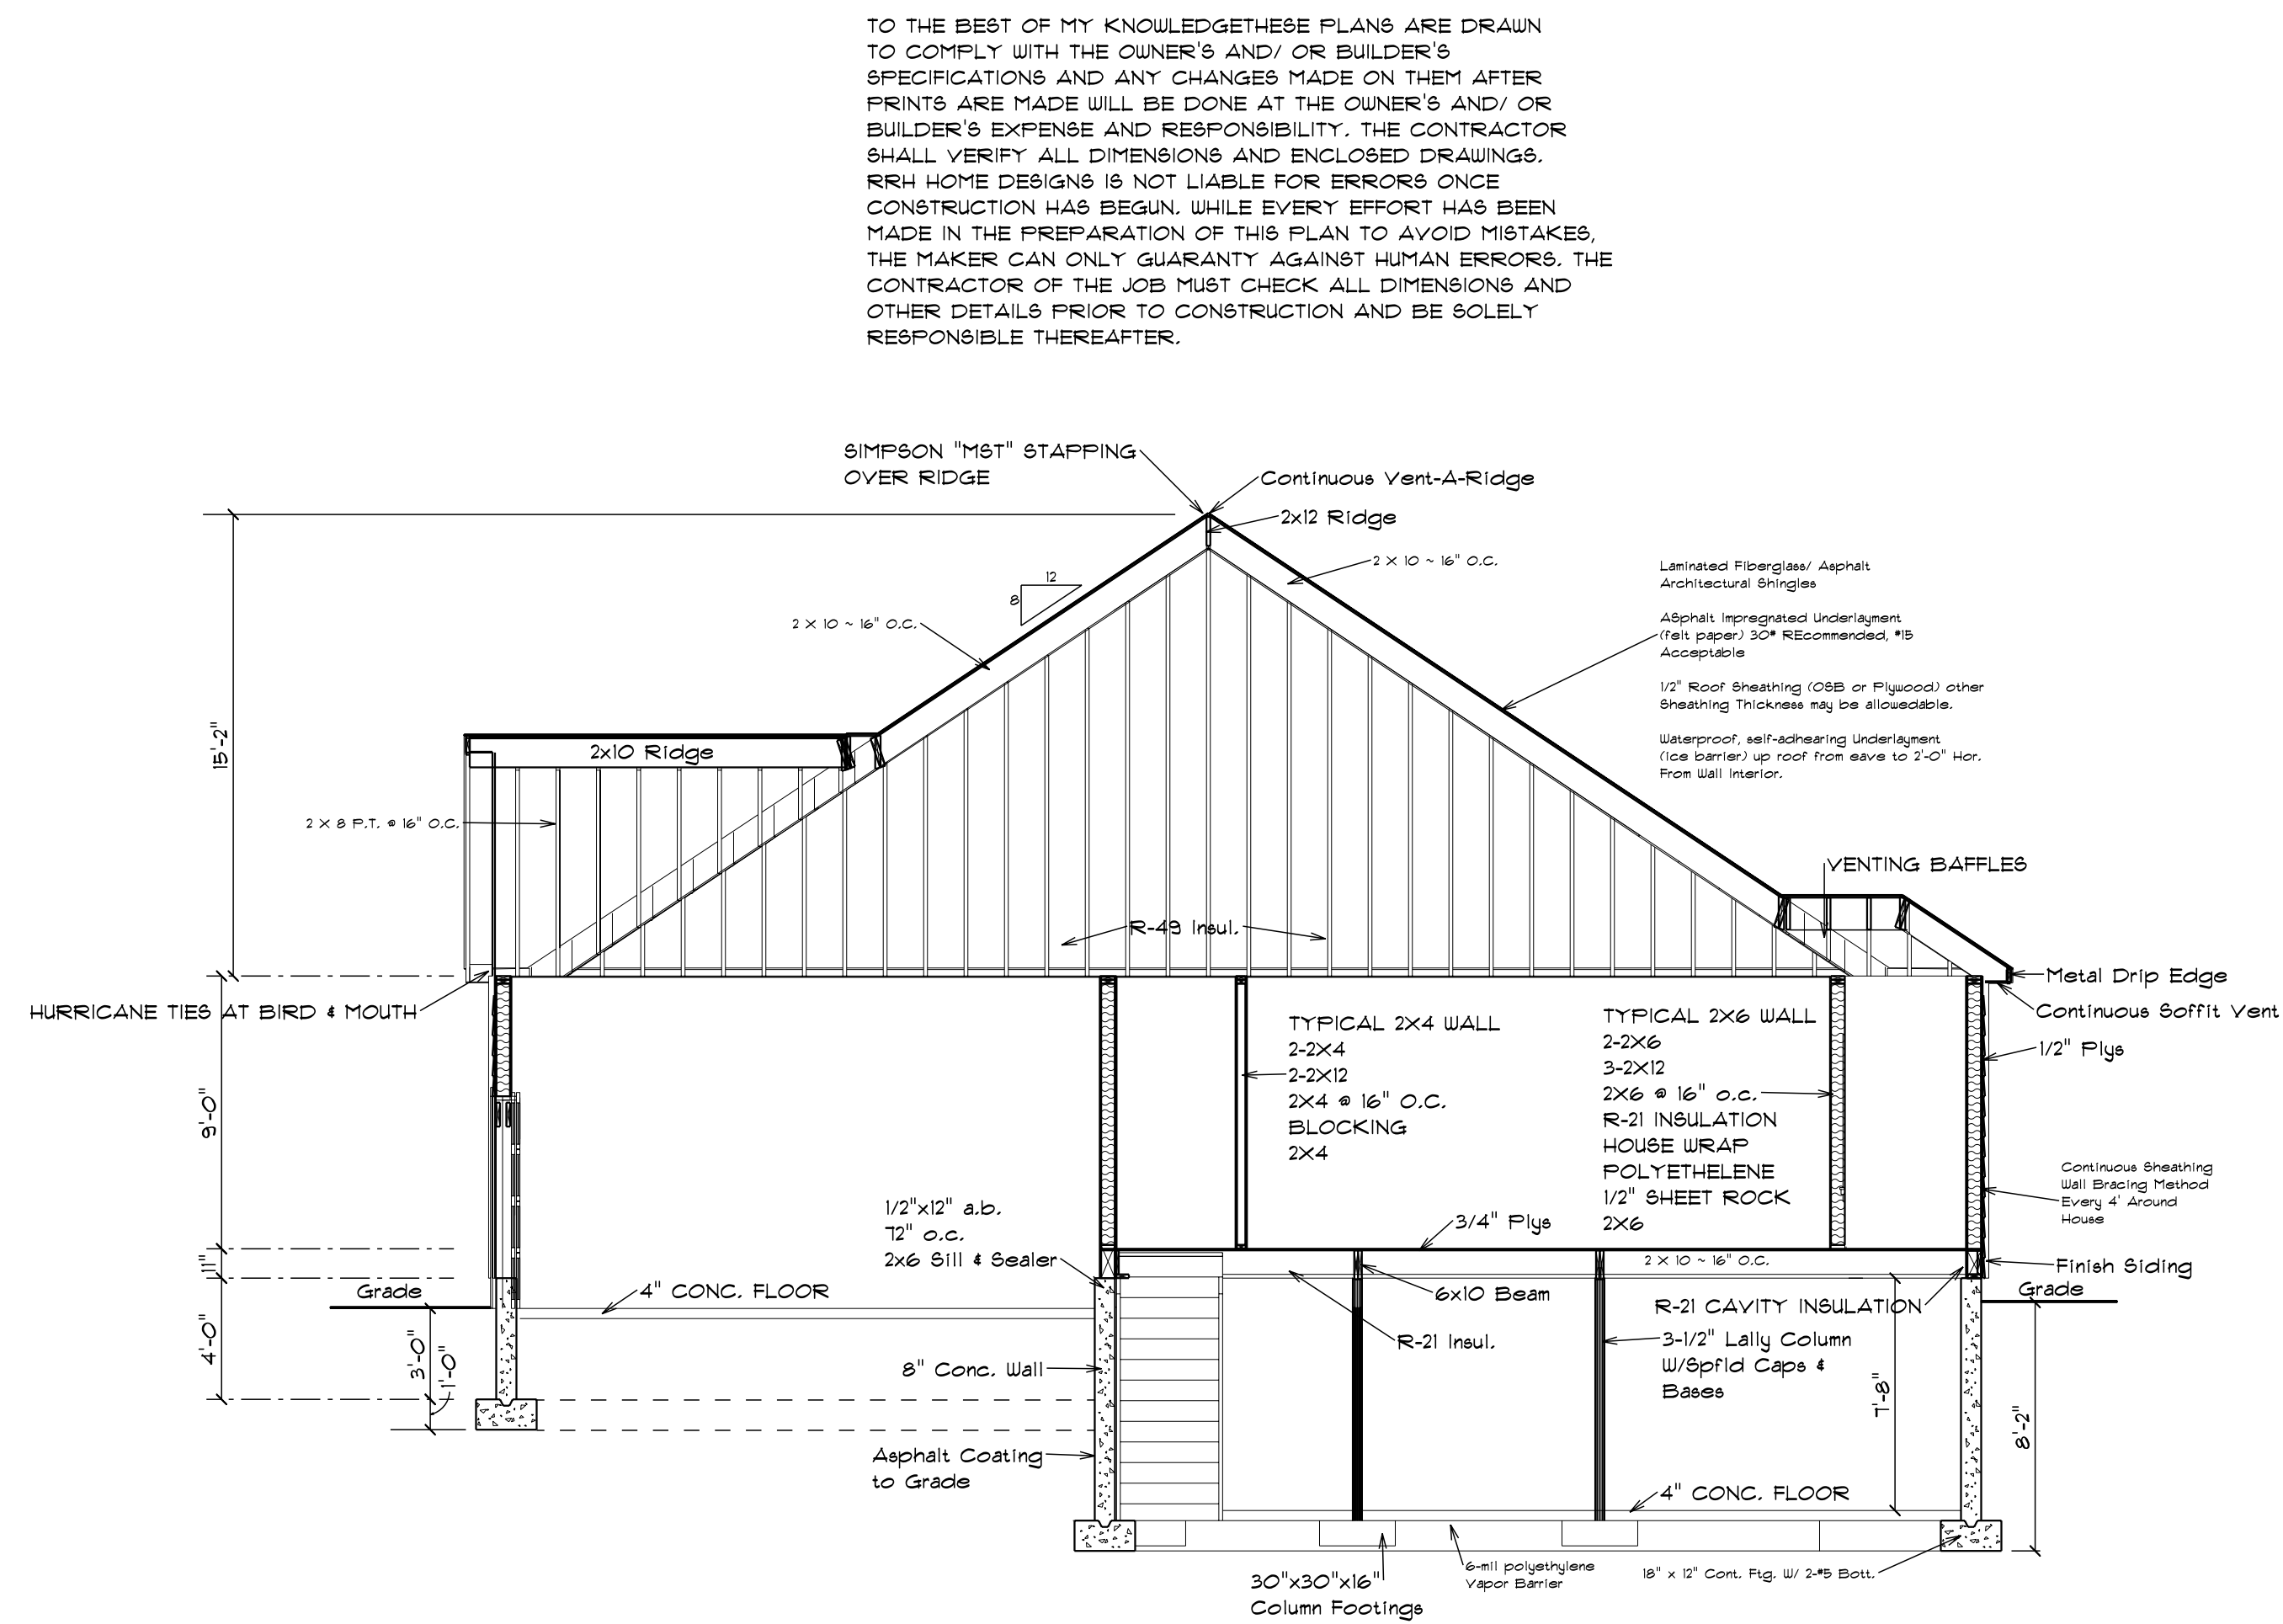 TO THE BEST OF MY KNOWLEDGETHESE PLANS ARE DRAWN
TO COMPLY WITH THE OWNER'S AND/ OR BUILDER'S
SPECIFICATIONS AND ANY CHANGES MADE ON THEM AFTER
PRINTS ARE MADE WILL BE DONE AT THE OWNER'S AND/ OR
BUILDER'S EXPENSE AND RESPONSIBILITY. THE CONTRACTOR
SHALL VERIFY ALL DIMENSIONS AND ENCLOSED DRAWINGS.
RRH HOME DESIGNS IS NOT LIABLE FOR ERRORS ONCE
CONSTRUCTION HAS BEGUN. WHILE EVERY EFFORT HAS BEEN
MADE IN THE PREPARATION OF THIS PLAN TO AVOID MISTAKES,
THE MAKER CAN ONLY GUARANTY AGAINST HUMAN ERRORS. THE
CONTRACTOR OF THE JOB MUST CHECK ALL DIMENSIONS AND
OTHER DETAILS PRIOR TO CONSTRUCTION AND BE SOLELY
RESPONSIBLE THEREAFTER.
SIMPSON "MST" STAPPING
OVER RIDGE
Continuous Vent-A-Ridge
2x12 Ridge
2 X 10 ~ 16" O.C.
12
8
2 X 10 ~ 16" O.C.
Laminated Fiberglass/ Asphalt
Architectural Shingles
ASphalt Impregnated Underlayment
(felt paper) 30# REcommended, #15
Acceptable
1/2" Roof Sheathing (OSB or Plywood) other
Sheathing Thickness may be allowedable.
Waterproof, self-adhearing Underlayment
(ice barrier) up roof from eave to 2'-0" Hor.
From Wall Interior.
15'-2"
2x10 Ridge
2 X 8 P.T. @ 16" O.C.
VENTING BAFFLES
R-49 Insul.
HURRICANE TIES AT BIRD & MOUTH
Metal Drip Edge
Continuous Soffit Vent
1/2" Plys
TYPICAL 2X4 WALL
2-2X4
2-2X12
2X4 @ 16" O.C.
BLOCKING
2X4
TYPICAL 2X6 WALL
2-2X6
3-2X12
2X6 @ 16" o.c.
R-21 INSULATION
HOUSE WRAP
POLYETHELENE
1/2" SHEET ROCK
2X6
9'-0"
Continuous Sheathing
Wall Bracing Method
Every 4' Around
House
1/2"x12" a.b.
72" o.c.
2x6 Sill & Sealer
3/4" Plys
2 X 10 ~ 16" O.C.
Finish Siding
11"
Grade
4" CONC. FLOOR
6x10 Beam
R-21 CAVITY INSULATION
Grade
R-21 Insul.
3-1/2" Lally Column
W/Spfld Caps &
Bases
4'-0"
3'-0"
1'-0"
8" Conc. Wall
7'-8"
8'-2"
Asphalt Coating
to Grade
4" CONC. FLOOR
6-mil polyethylene
Vapor Barrier
18" x 12" Cont. Ftg. W/ 2-#5 Bott.
30"x30"x16"
Column Footings